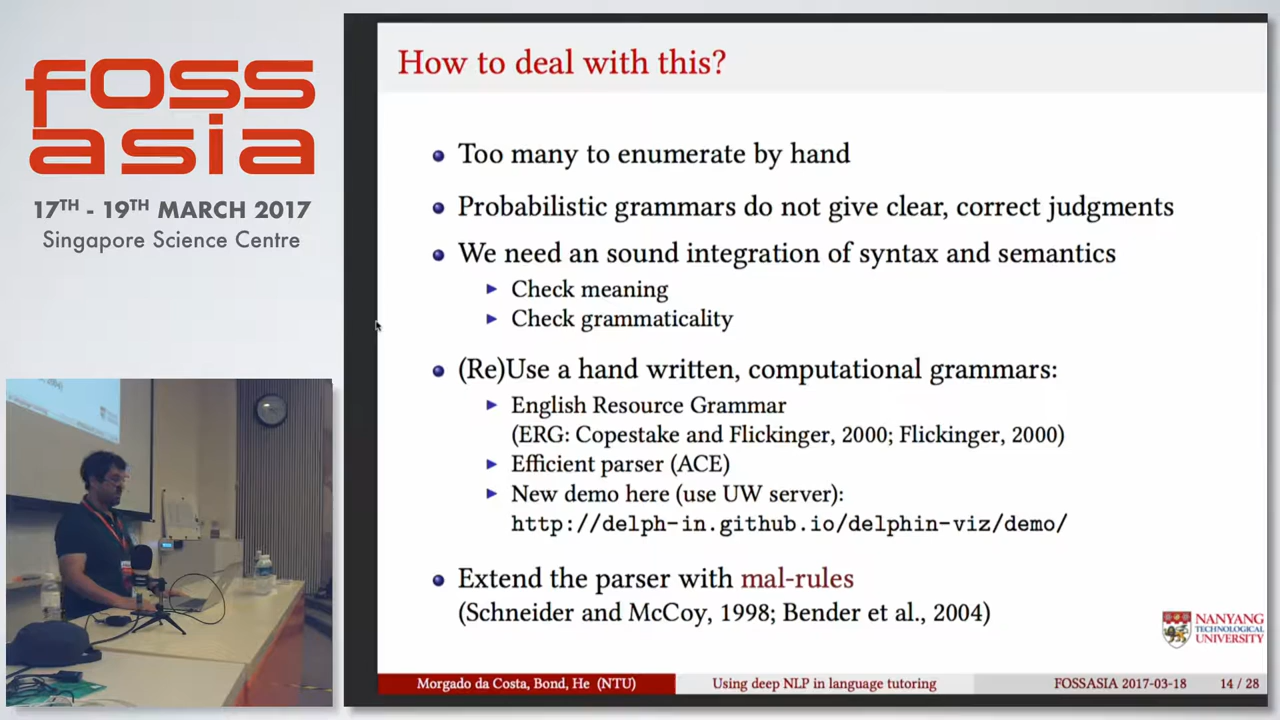 foss
asia
17TH - 19TH MARCH 2017
Singapore Science Centre
How to deal with this?
Too many to enumerate by hand
Probabilistic grammars do not give clear, correct judgments
We need an sound integration of syntax and semantics
Check meaning
Check grammaticality
(Re)Use a hand written, computational grammars:
English Resource Grammar
(ERG: Copestake and Flickinger, 2000; Flickinger, 2000)
Efficient parser (ACE)
New demo here (use UW server):
http://delph-in.github.io/delphin-viz/demo/
Extend the parser with mal-rules
(Schneider and McCoy, 1998; Bender et al., 2004)
NANYANG
TECHNOLOGICAL
UNIVERSITY
Morgado da Costa, Bond, He (NTU)
Using deep NLP in language tutoring
FOSSASIA 2017-03-18
14 / 28